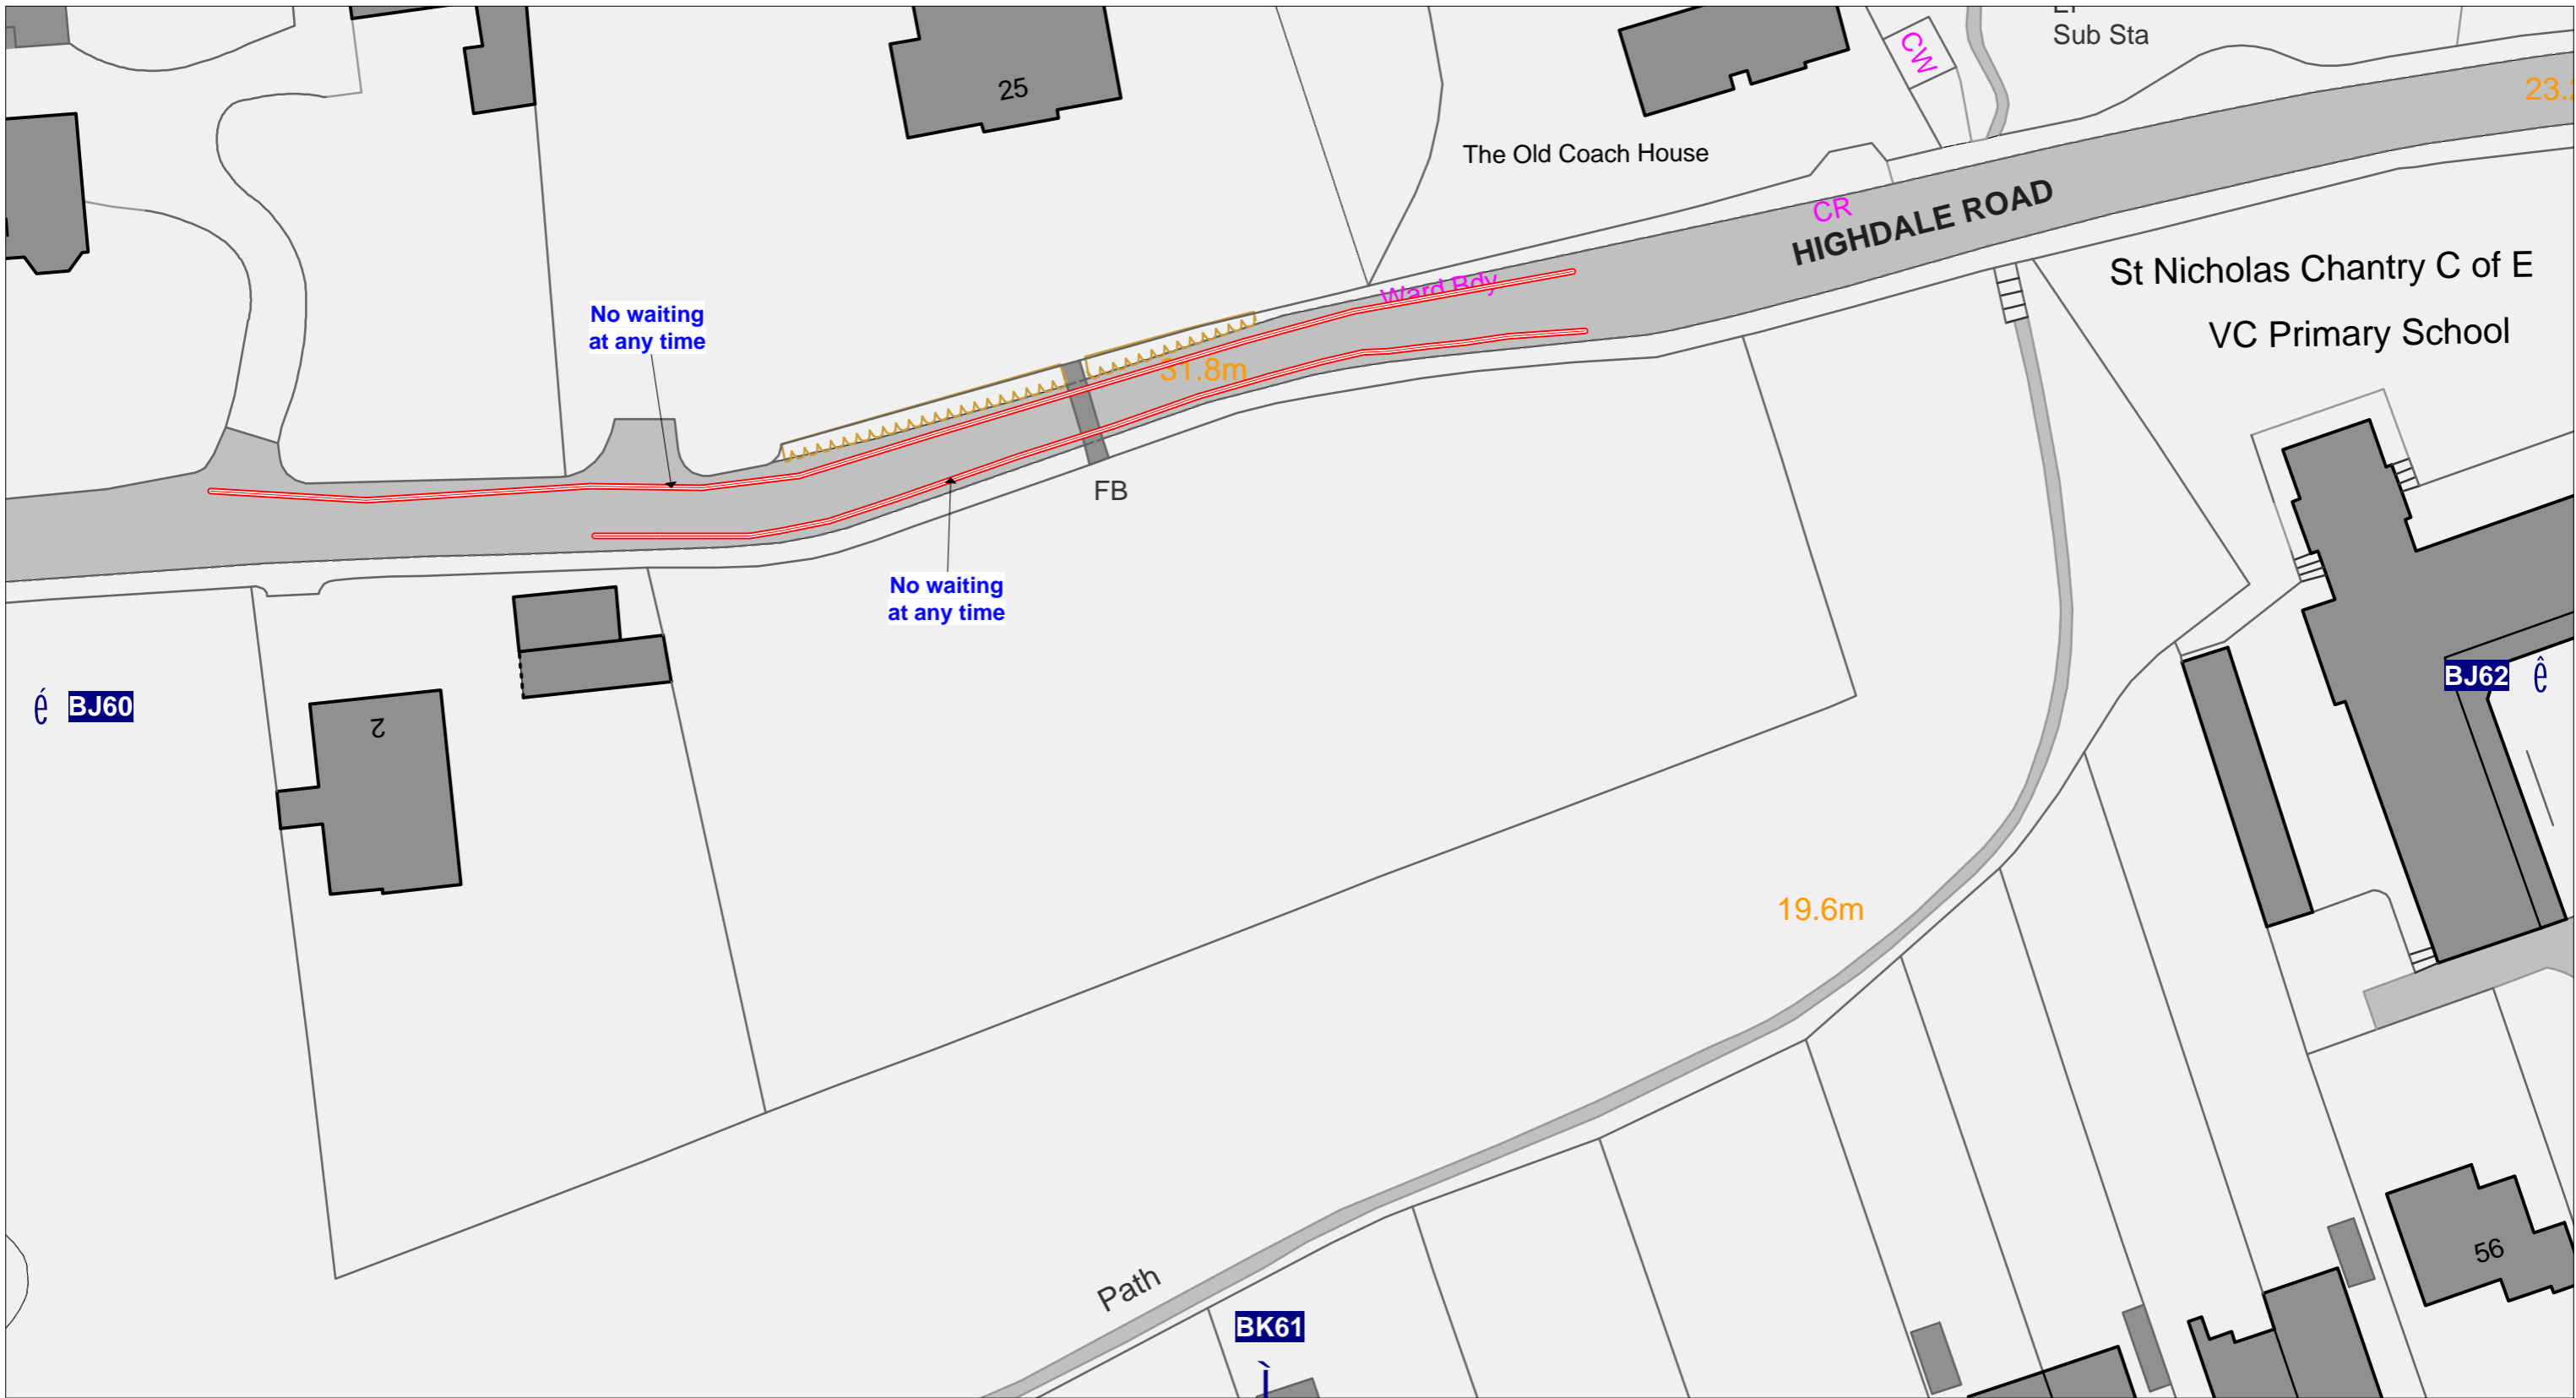 Sub Sta
CW
23.
25
The Old Coach House
CR
HIGHDALE ROAD
St Nicholas Chantry C of E
VC Primary School
Ward Bdy
No waiting
at any time
31.8m
FB
No waiting
at any time
é BJ60
BJ62 ê
2
19.6m
56
Path
BK61